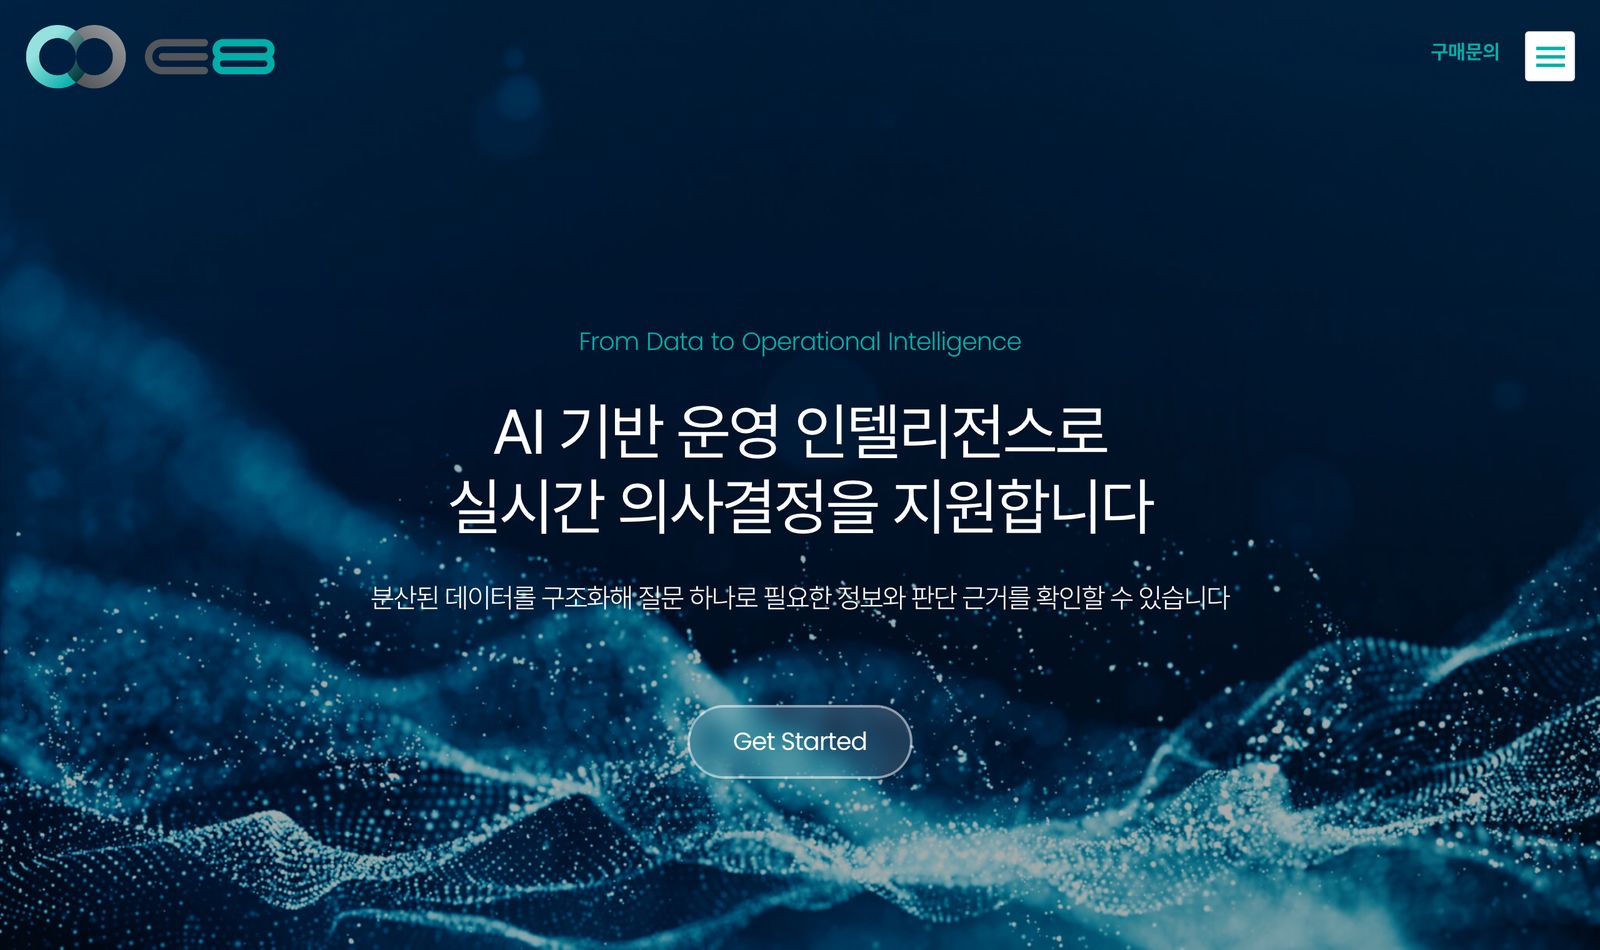 E8
구매문의
From Data to Operational Intelligence
AI 기반 운영 인텔리전스로
실시간 의사결정을 지원합니다
분산된 데이터를 구조화해 질문 하나로 필요한 정보와 판단 근거를 확인할 수 있습니다
Get Started